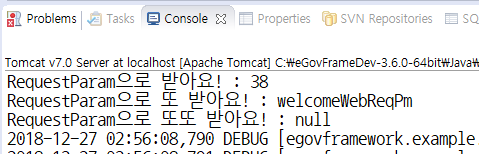 Problems Tasks Console Properties SVN Repositories SQ
Tomcat v7.0 Server at localhost [Apache Tomcat] C:₩eGovFrameDev-3.6.0-64bit₩Java₩
RequestParam으로 받아요! : 38
RequestParam으로 또 받아요! : welcomeWebReqPm
RequestParam으로 또또 받아요! : null
2018-12-27 02:56:08,790 DEBUG [egovframework.example.